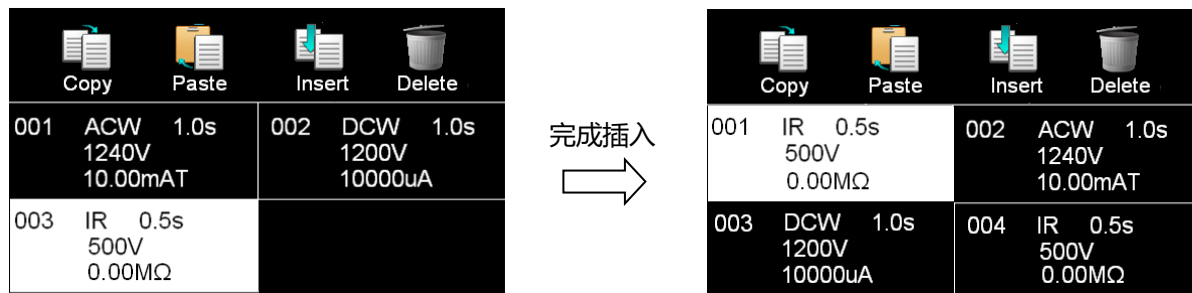 Copy Paste Insert Delete
001 ACW 1.0s
1240V
10.00mAT
002 DCW 1.0s
1200V
10000uA
003 IR 0.5s
500V
0.00MΩ
完成插入
Copy Paste Insert Delete
001 IR 0.5s
500V
0.00MΩ
002 ACW 1.0s
1240V
10.00mAT
003 DCW 1.0s
1200V
10000uA
004 IR 0.5s
500V
0.00MΩ